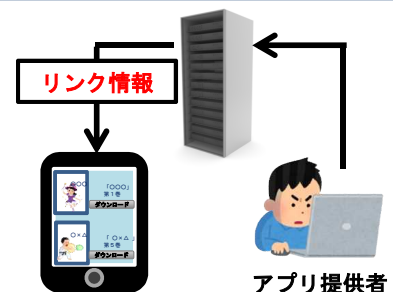 リンク情報
○○○
「○○○」
第1巻
ダウンロード
○×△
「○×△」
第5巻
ダウンロード
アプリ提供者